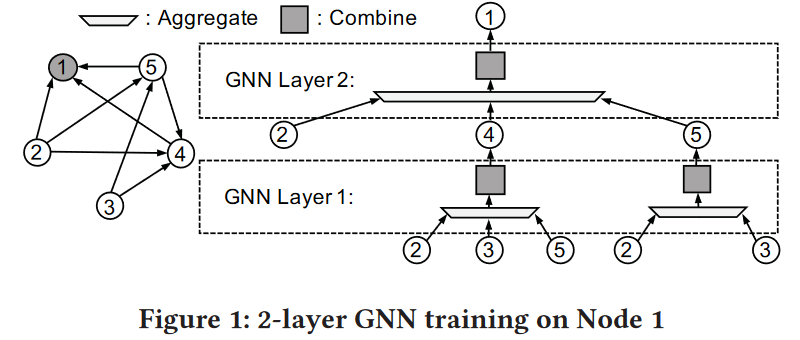 : Aggregate : Combine
1
GNN Layer 2:
1 5
2 4 5
2 4
GNN Layer 1:
3
2 3 5 2 3
Figure 1: 2-layer GNN training on Node 1